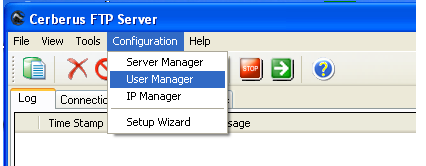 Cerberus FTP Server
File View Tools Configuration Help
Server Manager
User Manager
IP Manager
Setup Wizard
STOP
Log Connectio
Time Stamp ssage